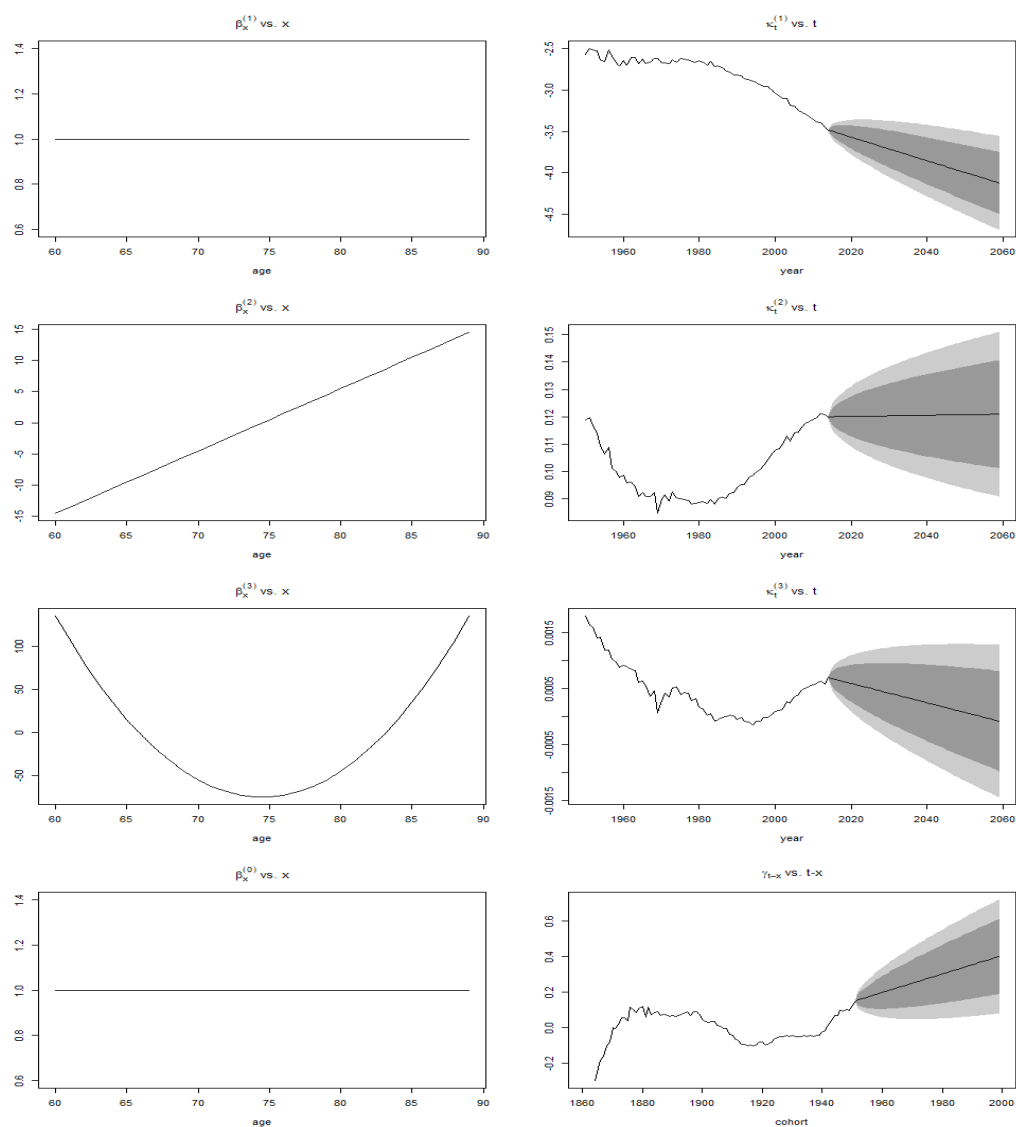 β_x^(1) vs. x
1.4
1.2
1.0
0.8
0.6
60 65 70 75 80 85 90
age
κ_t^(1) vs. t
-2.5
-3.0
-3.5
-4.0
-4.5
1960 1980 2000 2020 2040 2060
year
β_x^(2) vs. x
15
10
5
0
-5
-10
-15
60 65 70 75 80 85 90
age
κ_t^(2) vs. t
0.15
0.14
0.13
0.12
0.10
0.09
1960 1980 2000 2020 2040 2060
year
β_x^(3) vs. x
100
50
0
-50
60 65 70 75 80 85 90
age
κ_t^(3) vs. t
0.0015
0.0005
-0.0005
-0.0015
1960 1980 2000 2020 2040 2060
year
β_x^(0) vs. x
1.4
1.2
1.0
0.8
0.6
60 65 70 75 80 85 90
age
γ_t−x vs. t-x
0.6
0.4
0.2
0.0
-0.2
1860 1880 1900 1920 1940 1960 1980 2000
cohort